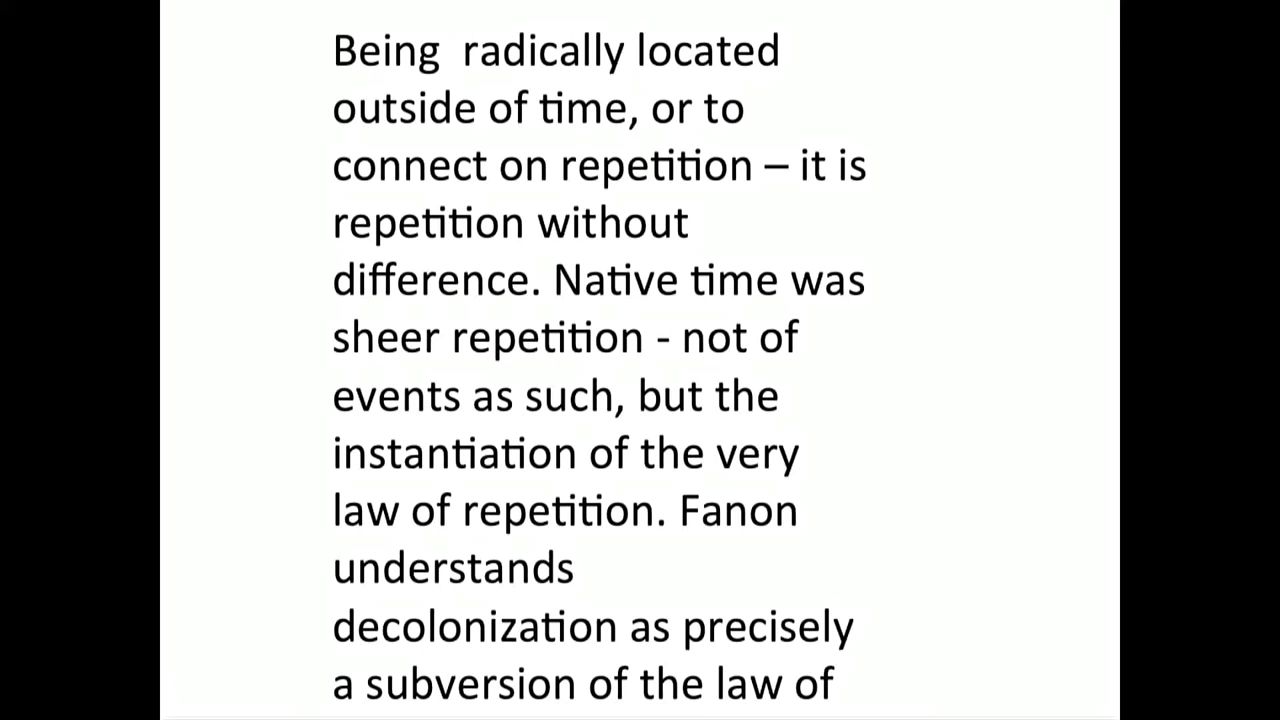 Being  radically located
outside of time, or to
connect on repetition – it is
repetition without
difference. Native time was
sheer repetition - not of
events as such, but the
instantiation of the very
law of repetition. Fanon
understands
decolonization as precisely
a subversion of the law of